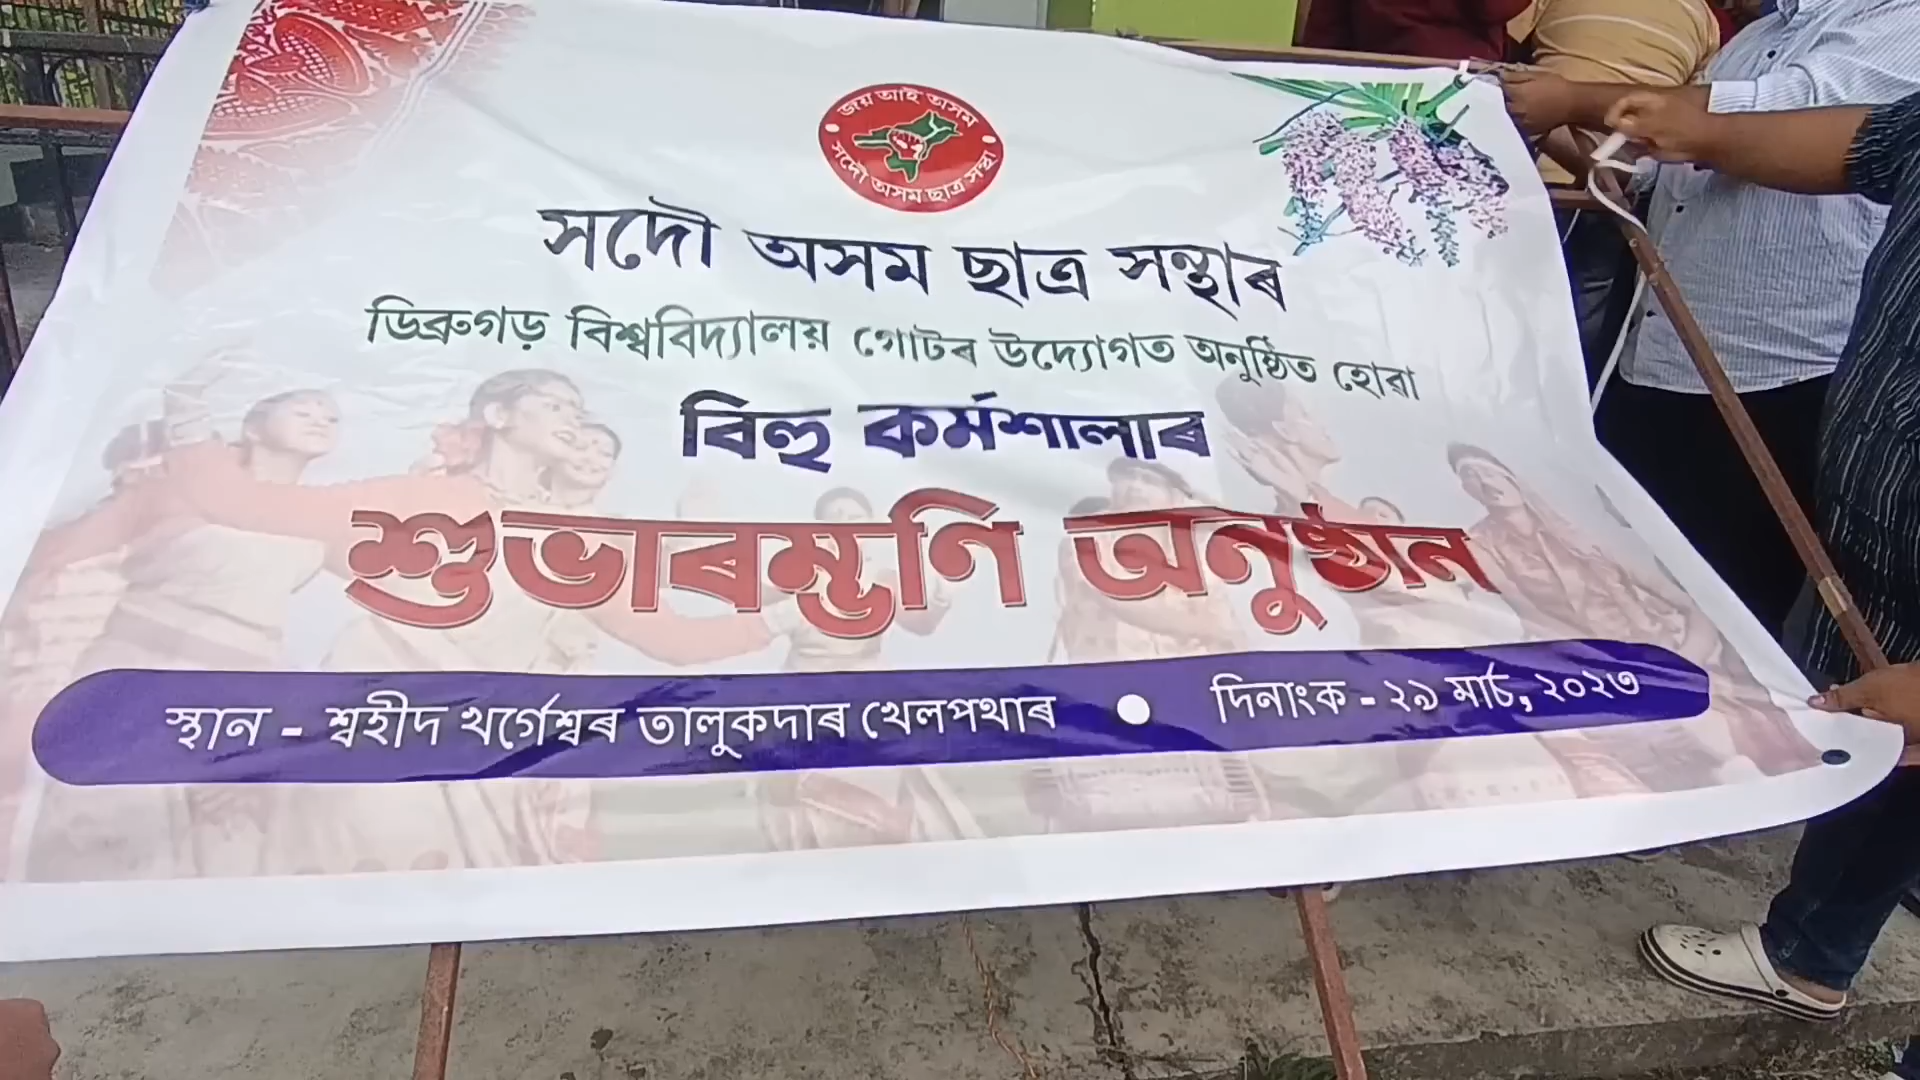 জয় আই অসম
সদৌ অসম ছাত্ৰ সন্থা
সদৌ অসম ছাত্ৰ সন্থাৰ
ডিব্ৰুগড় বিশ্ববিদ্যালয় গোটৰ উদ্যোগত অনুষ্ঠিত হোৱা
বিহু কৰ্মশালাৰ
শুভাৰম্ভণি অনুষ্ঠান
স্থান - শ্বহীদ খৰ্গেশ্বৰ তালুকদাৰ খেলপথাৰ ● দিনাংক - ২৯ মাৰ্চ, ২০২৩